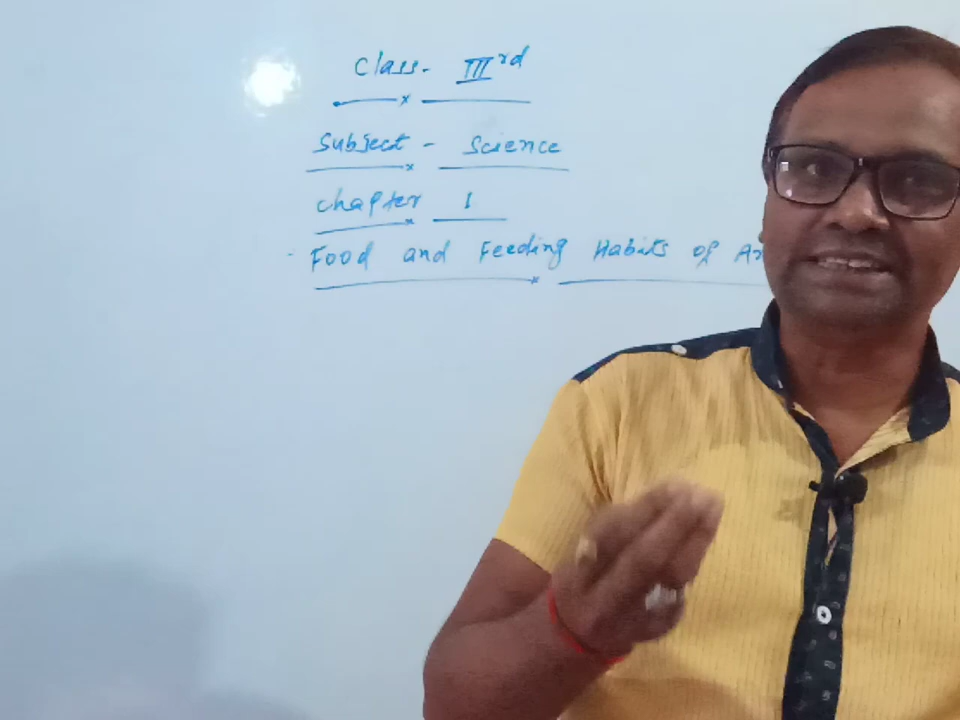 Class- IIIrd
Subject - Science
Chapter 1
Food and Feeding Habits of